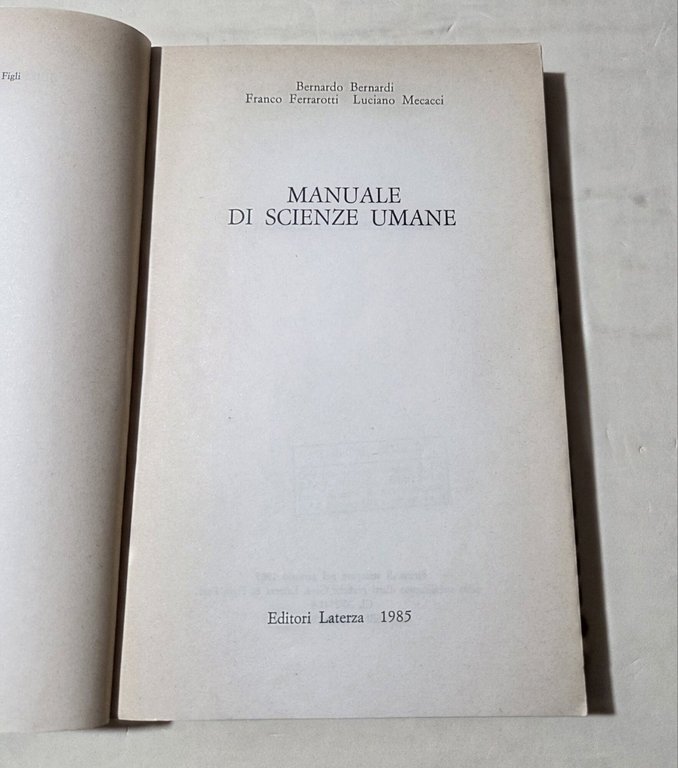 Figli
Bernardo Bernardi
Franco Ferrarotti Luciano Mecacci
MANUALE
DI SCIENZE UMANE
Editori Laterza 1985